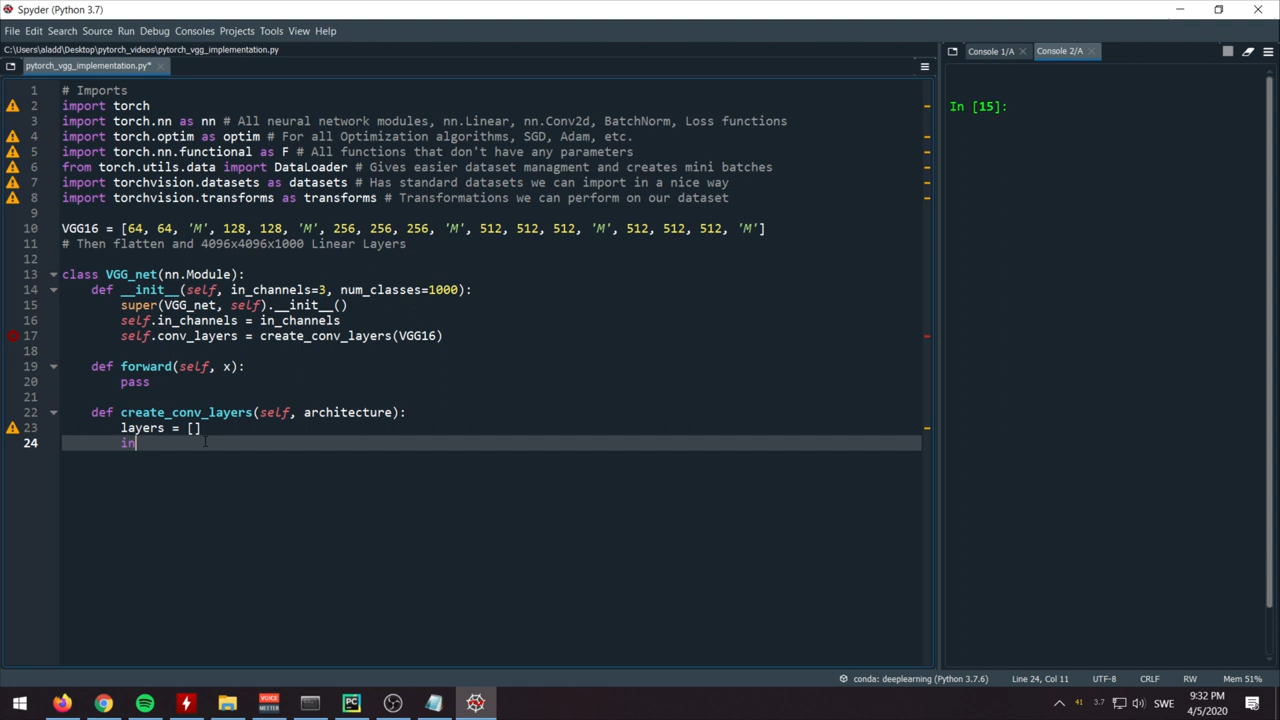 Spyder (Python 3.7)
File Edit Search Source Run Debug Consoles Projects Tools View Help
C:\Users\aladd\Desktop\pytorch_videos\pytorch_vgg_implementation.py
pytorch_vgg_implementation.py*
Console 1/A Console 2/A
1 # Imports
2 import torch
3 import torch.nn as nn # All neural network modules, nn.Linear, nn.Conv2d, BatchNorm, Loss functions
4 import torch.optim as optim # For all Optimization algorithms, SGD, Adam, etc.
5 import torch.nn.functional as F # All functions that don't have any parameters
6 from torch.utils.data import DataLoader # Gives easier dataset managment and creates mini batches
7 import torchvision.datasets as datasets # Has standard datasets we can import in a nice way
8 import torchvision.transforms as transforms # Transformations we can perform on our dataset
9
10 VGG16 = [64, 64, 'M', 128, 128, 'M', 256, 256, 256, 'M', 512, 512, 512, 'M', 512, 512, 512, 'M']
11 # Then flatten and 4096x4096x1000 Linear Layers
12
13 class VGG_net(nn.Module):
14 def __init__(self, in_channels=3, num_classes=1000):
15 super(VGG_net, self).__init__()
16 self.in_channels = in_channels
17 self.conv_layers = create_conv_layers(VGG16)
18
19 def forward(self, x):
20 pass
21
22 def create_conv_layers(self, architecture):
23 layers = []
24 in
In [15]:
conda: deeplearning (Python 3.7.6) Line 24, Col 11 UTF-8 CRLF RW Mem 51%
VOICE MEETER
PC
41 3.7 SWE
9:32 PM
4/5/2020